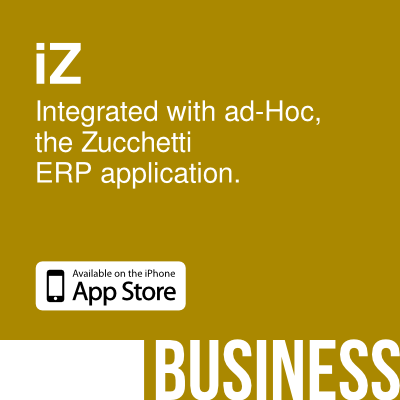 iZ
Integrated with ad-Hoc,
the Zucchetti
ERP application.
Available on the iPhone
App Store
BUSINESS